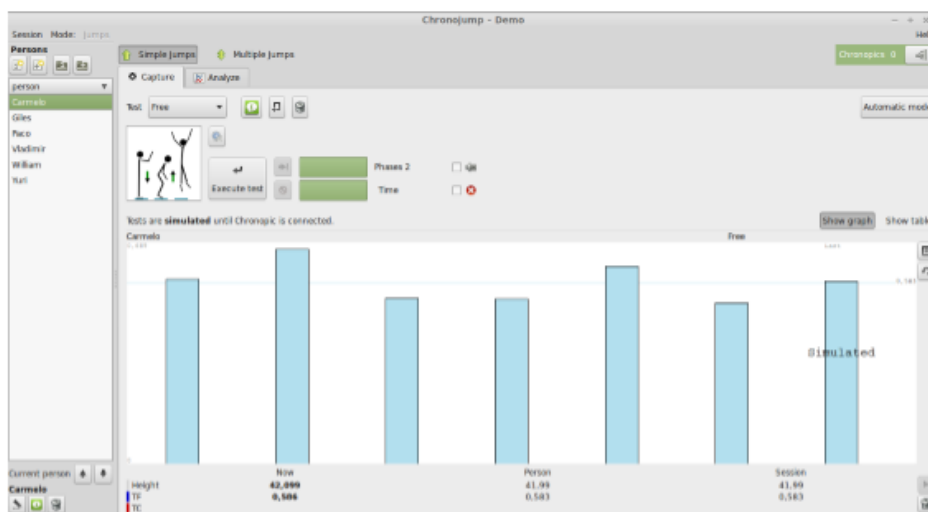 Chronojump - Demo
Session Mode: Jumps
Persons
Simple Jumps Multiple Jumps
Chronopics 0
Capture Analyze
person
Carmelo
Giles
Paco
Vladimir
William
Yuri
Test Free
Automatic mode
Execute test
Phases 2
Time
Tests are simulated until Chronopic is connected.
Show graph Show table
Carmelo Free
Simulated
Now Person Session
Height 42,099 41.99 41.99
TF 0,586 0,583 0,583
TC
Current person
Carmelo